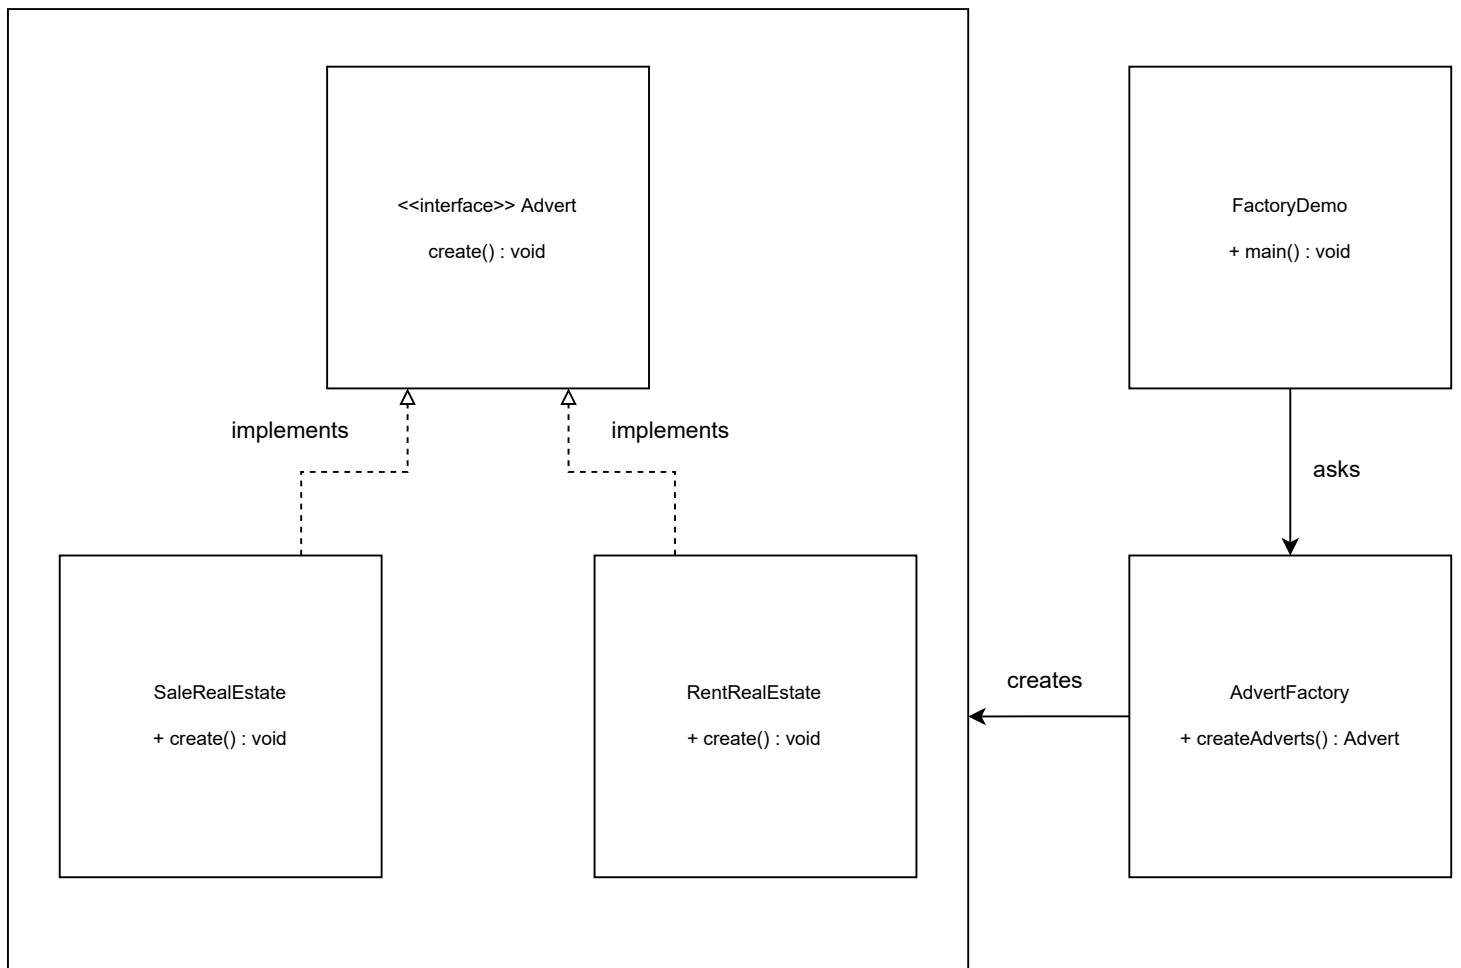 <<interface>> Advert
create() : void
FactoryDemo
+ main() : void
implements
implements
asks
SaleRealEstate
+ create() : void
RentRealEstate
+ create() : void
creates
AdvertFactory
+ createAdverts() : Advert